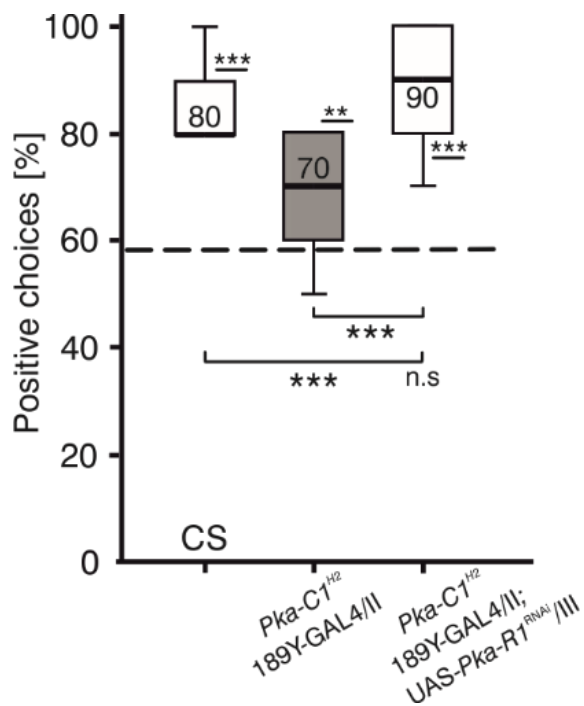 Positive choices [%]
100
80
60
40
20
0
***
80
**
70
90
***
***
***
n.s
CS
Pka-C1ᴴ²
189Y-GAL4/II
Pka-C1ᴴ²
189Y-GAL4/II;
UAS-Pka-R1ᴿᴺᴬⁱ/III